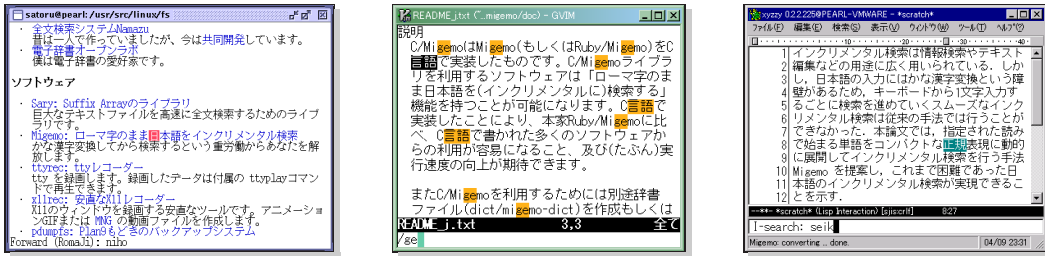 satoru@pearl: /usr/src/linux/fs
・ 全文検索システムNamazu
昔は一人で作っていましたが、今は共同開発しています。
・ 電子辞書オープンラボ
僕は電子辞書の愛好家です。
ソフトウェア
・ Sary: Suffix Arrayのライブラリ
巨大なテキストファイルを高速に全文検索するためのライブ
ラリです。
・ Migemo: ローマ字のまま日本語をインクリメンタル検索
かな漢字変換してから検索するという重労働からあなたを解
放します。
・ ttyrec: ttyレコーダー
tty を録画します。録画したデータは付属の ttyplayコマン
ドで再生できます。
・ xllrec: 安直なX11レコーダー
X11のウィンドウを録画する安直なツールです。アニメーショ
ンGIFまたは MNG の動画ファイルを作成します。
・ pdumpfs: Plan9もどきのバックアップシステム
Forward (RomaJi): niho
README_j.txt (~...migemo/doc) - GVIM
説明
C/Migemoは Migemo(もしくはRuby/Migemo)をC
言語で実装したものです。C/Migemoライブラ
リを利用するソフトウェアは「ローマ字のま
ま日本語を(インクリメンタルに)検索する」
機能を持つことが可能になります。C言語で
実装したことにより、本家Ruby/Migemoに比
べ、C言語で書かれた多くのソフトウェアか
らの利用が容易になること、及び(たぶん)実
行速度の向上が期待できます。
またC/Migemoを利用するためには別途辞書
ファイル(dict/migemo-dict)を作成もしくは
README_j.txt 3,3 全て
/ge
xyzzy 0.2.2.225@PEARL-VMWARE - *scratch*
ファイル(F) 編集(E) 検索(S) 表示(V) ウィンドウ(W) ツール(T) ヘルプ(?)
10 20 30 40
1 インクリメンタル検索は情報検索やテキスト
2 編集などの用途に広く用いられている. しか
3 し, 日本語の入力にはかな漢字変換という障
4 壁があるため, キーボードから1文字入力す
5 るごとに検索を進めていくスムーズなインク
6 リメンタル検索は従来の手法では行うことが
7 できなかった. 本論文では, 指定された読み
8 で始まる単語をコンパクトな正規表現に動的
9 に展開してインクリメンタル検索を行う手法
10 Migemo を提案し, これまで困難であった日
11 本語のインクリメンタル検索が実現できるこ
12 とを示す.
--**- *scratch* (Lisp Interaction) [sjis:crlf] 8:27
I-search: seik
Migemo: converting ... done. 04/09 23:31